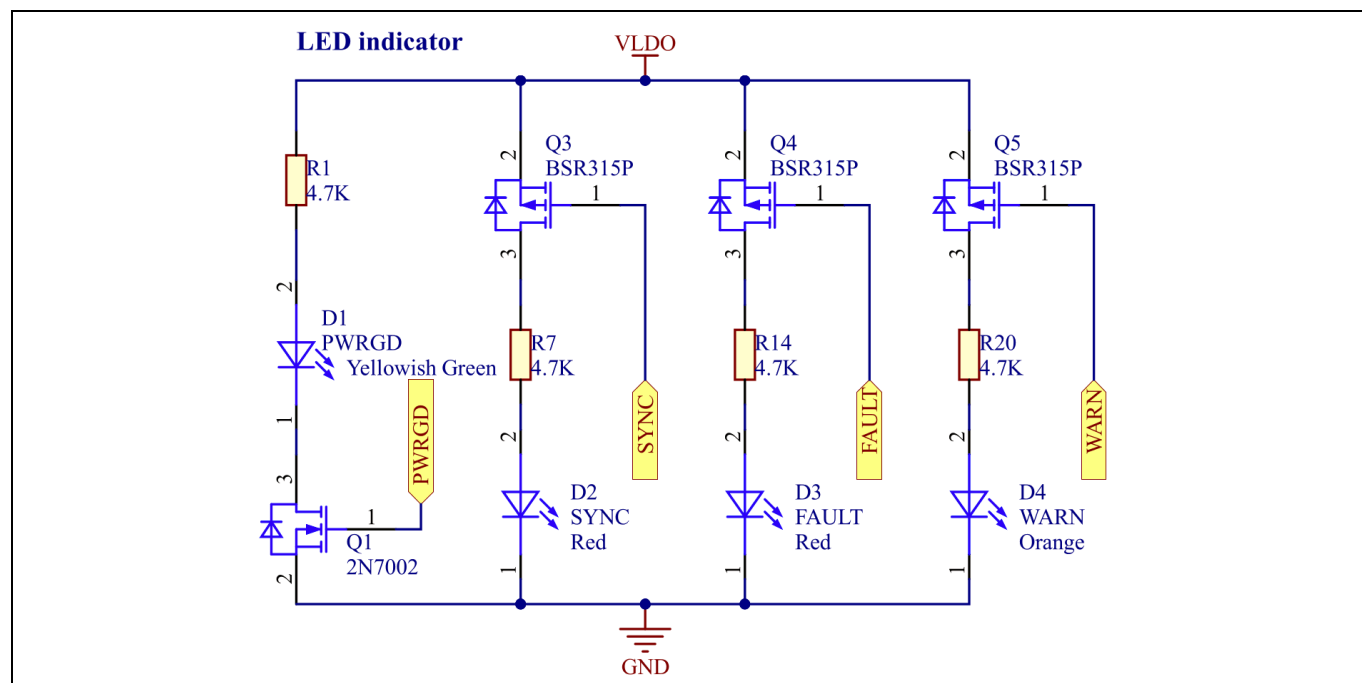 LED indicator
VLDO
R1
4.7K
2
D1
PWRGD
Yellowish Green
1
PWRGD
3
1
Q1
2N7002
2
Q3
BSR315P
2
1
3
R7
4.7K
SYNC
2
D2
SYNC
Red
1
Q4
BSR315P
2
1
3
R14
4.7K
FAULT
2
D3
FAULT
Red
1
Q5
BSR315P
2
1
3
R20
4.7K
WARN
2
D4
WARN
Orange
1
GND